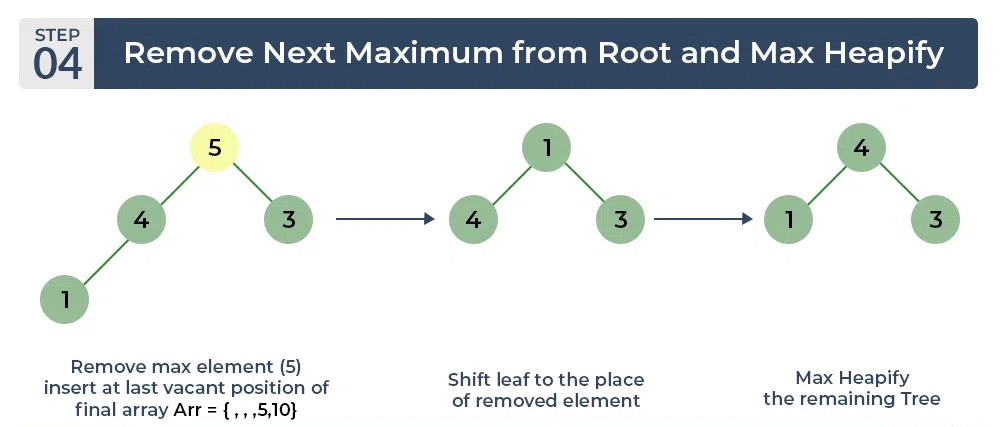 STEP
04
Remove Next Maximum from Root and Max Heapify
5
4
3
1
1
4
3
4
1
3
Remove max element (5)
insert at last vacant position of
final array Arr = { , , ,5,10}
Shift leaf to the place
of removed element
Max Heapify
the remaining Tree